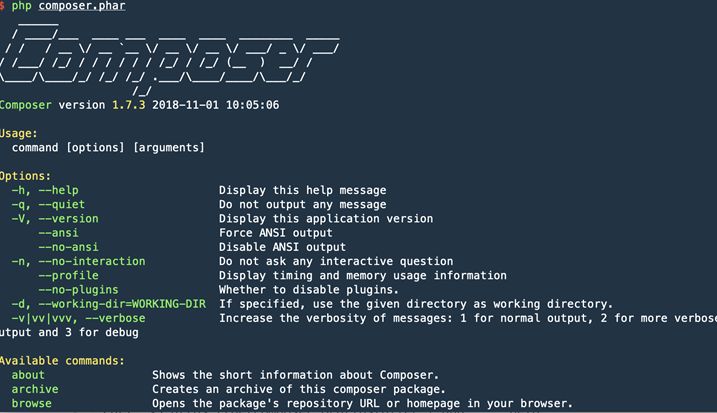 $ php composer.phar
Composer
Composer version 1.7.3 2018-11-01 10:05:06
Usage:
command [options] [arguments]
Options:
-h, --help Display this help message
-q, --quiet Do not output any message
-V, --version Display this application version
--ansi Force ANSI output
--no-ansi Disable ANSI output
-n, --no-interaction Do not ask any interactive question
--profile Display timing and memory usage information
--no-plugins Whether to disable plugins.
-d, --working-dir=WORKING-DIR If specified, use the given directory as working directory.
-v|vv|vvv, --verbose Increase the verbosity of messages: 1 for normal output, 2 for more verbose
utput and 3 for debug
Available commands:
about Shows the short information about Composer.
archive Creates an archive of this composer package.
browse Opens the package's repository URL or homepage in your browser.